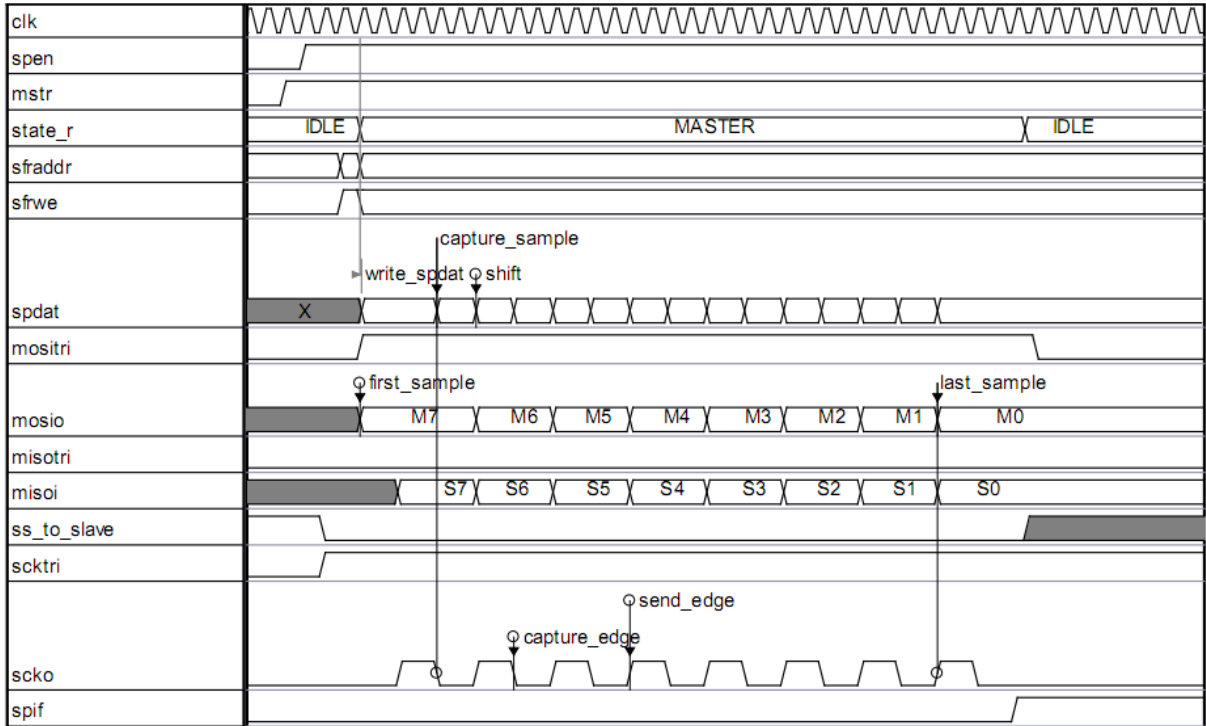 clk
spen
mstr
state_r IDLE MASTER IDLE
sfraddr
sfrwe
capture_sample
write_spdat shift
spdat X
mositri
first_sample last_sample
mosio M7 M6 M5 M4 M3 M2 M1 M0
misotri
misoi S7 S6 S5 S4 S3 S2 S1 S0
ss_to_slave
scktri
send_edge
capture_edge
scko
spif